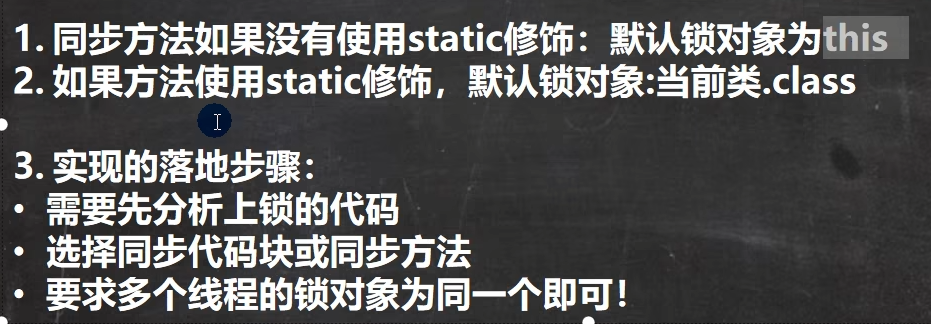 1. 同步方法如果没有使用static修饰：默认锁对象为this
2. 如果方法使用static修饰，默认锁对象:当前类.class
3. 实现的落地步骤：
• 需要先分析上锁的代码
• 选择同步代码块或同步方法
• 要求多个线程的锁对象为同一个即可！